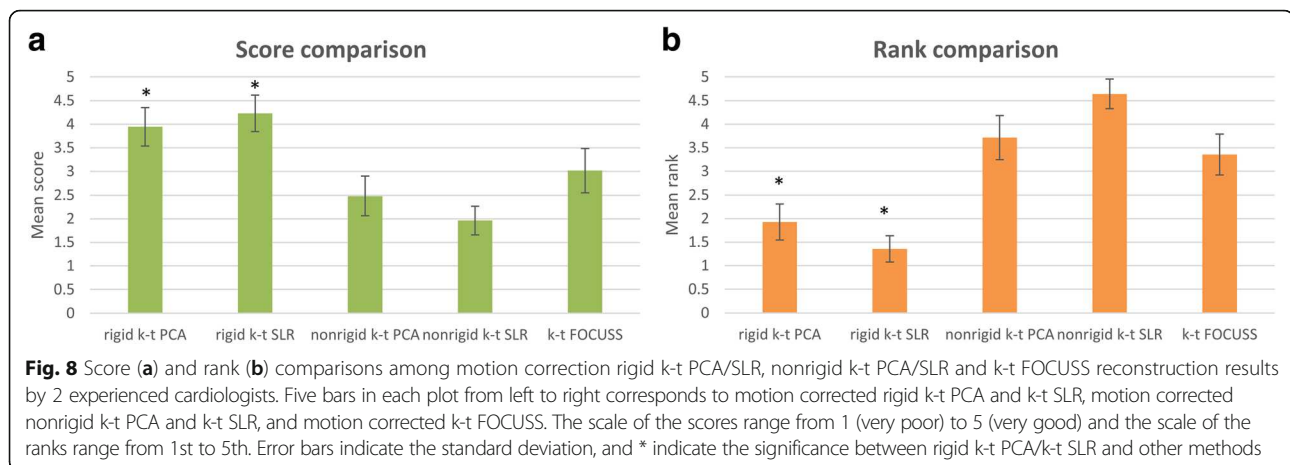 a
Score comparison
5
4.5
4
3.5
3
2.5
2
1.5
1
0.5
0
Mean score
* *
rigid k-t PCA rigid k-t SLR nonrigid k-t PCA nonrigid k-t SLR k-t FOCUSS
b
Rank comparison
5
4.5
4
3.5
3
2.5
2
1.5
1
0.5
0
Mean rank
* *
rigid k-t PCA rigid k-t SLR nonrigid k-t PCA nonrigid k-t SLR k-t FOCUSS
Fig. 8 Score (a) and rank (b) comparisons among motion correction rigid k-t PCA/SLR, nonrigid k-t PCA/SLR and k-t FOCUSS reconstruction results
by 2 experienced cardiologists. Five bars in each plot from left to right corresponds to motion corrected rigid k-t PCA and k-t SLR, motion corrected
nonrigid k-t PCA and k-t SLR, and motion corrected k-t FOCUSS. The scale of the scores range from 1 (very poor) to 5 (very good) and the scale of the
ranks range from 1st to 5th. Error bars indicate the standard deviation, and * indicate the significance between rigid k-t PCA/k-t SLR and other methods